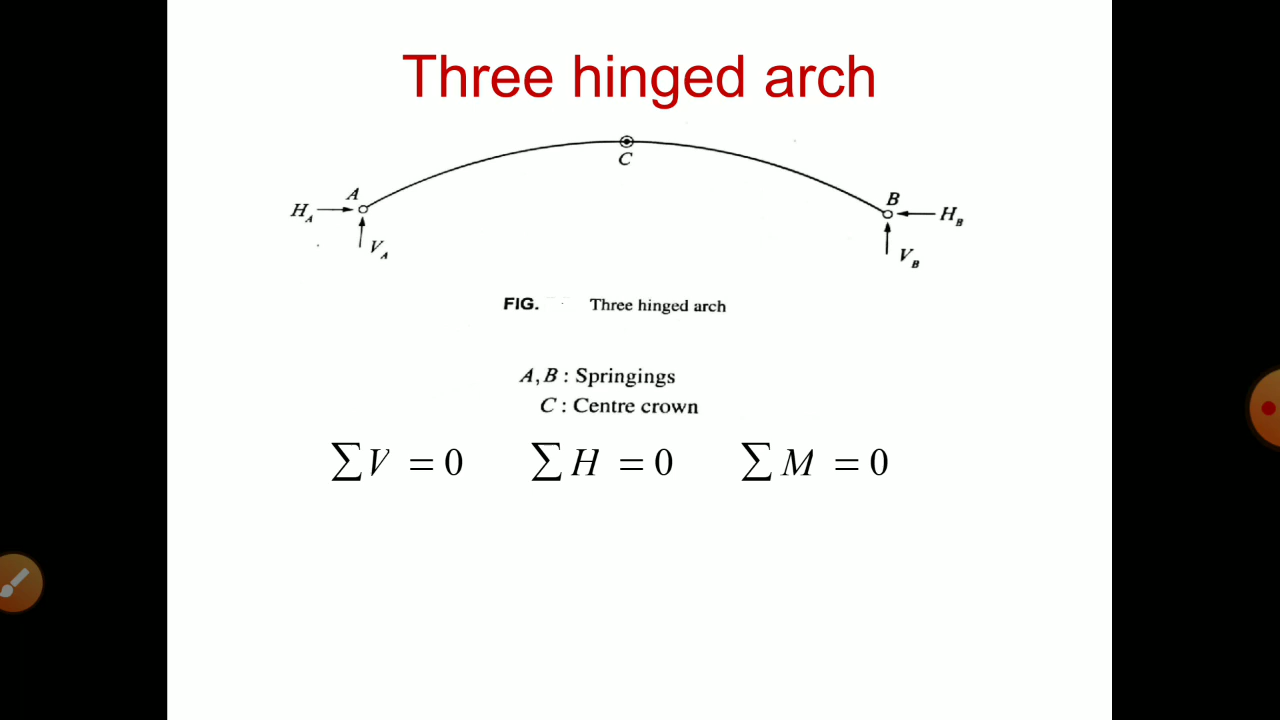 Three hinged arch
C
A
B
H_A
H_B
V_A
V_B
FIG. Three hinged arch
A, B : Springings
C : Centre crown
∑V = 0 ∑H = 0 ∑M = 0